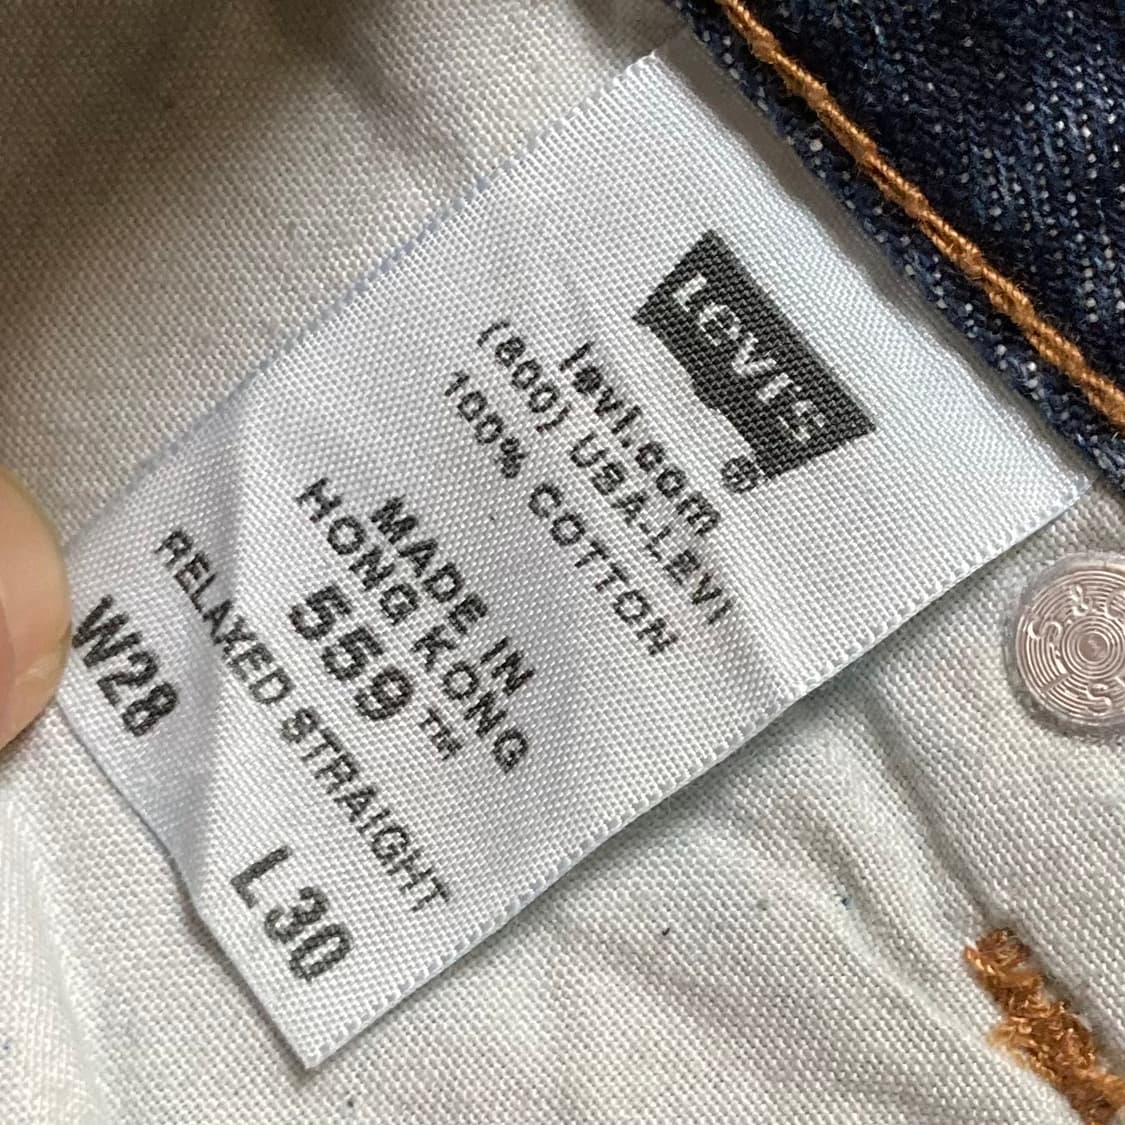 LEVI'S
®
levi.com
(800) USA-LEVI
100% COTTON
MADE IN
HONG KONG
559™
RELAXED STRAIGHT
W28 L30